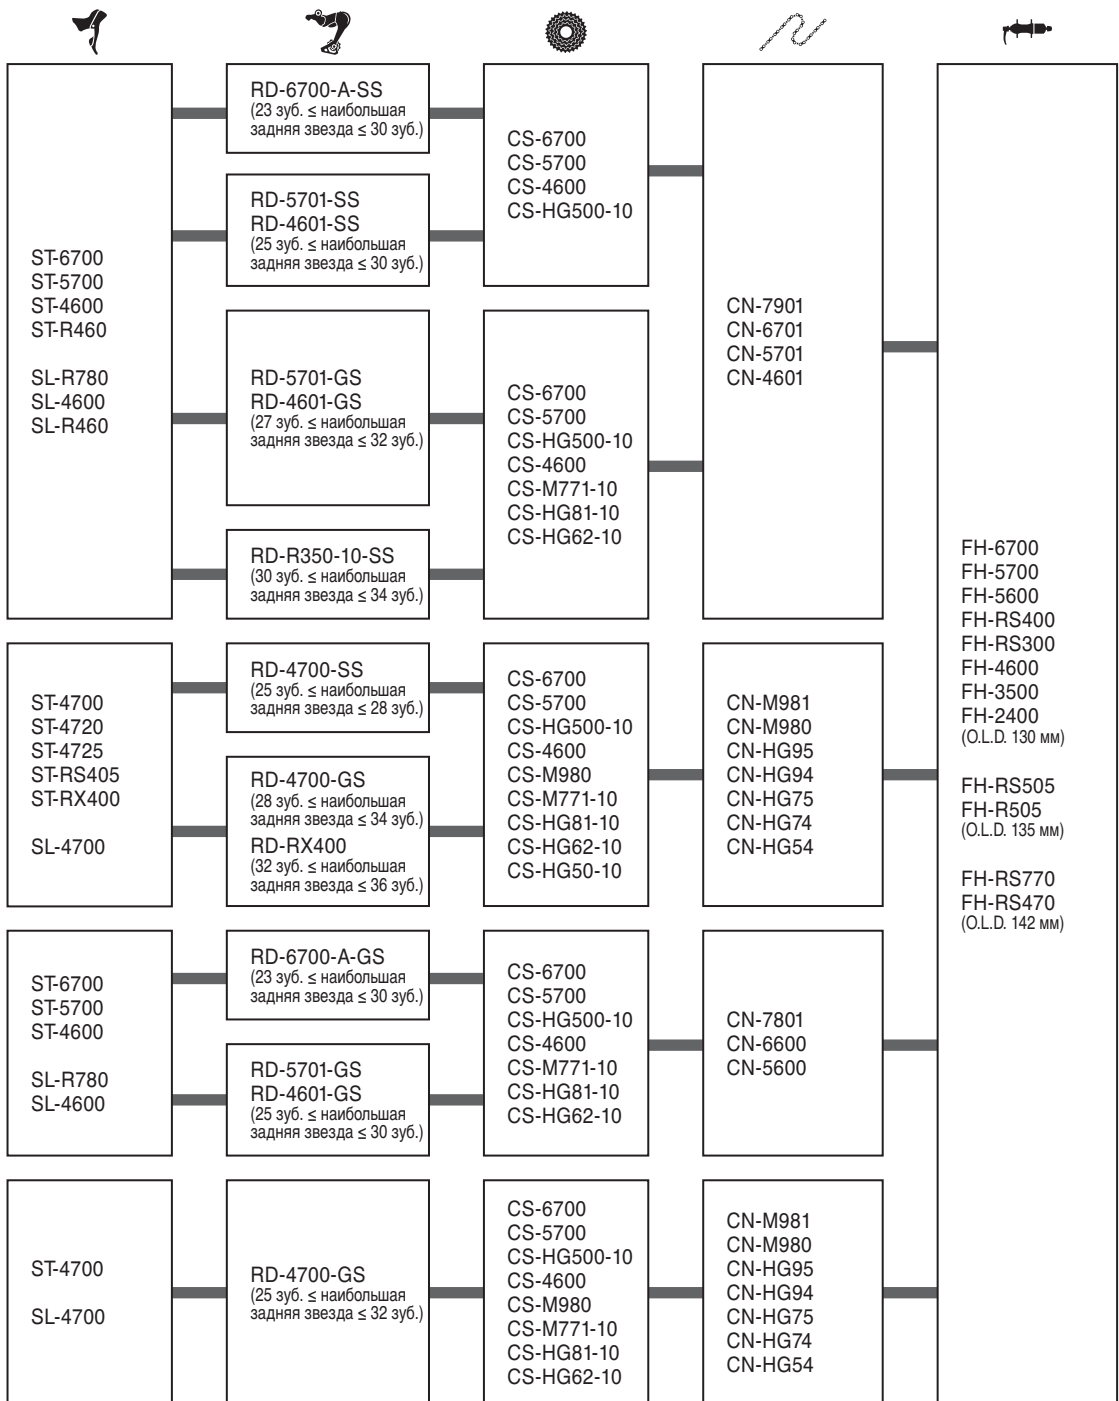 ST-6700
ST-5700
ST-4600
ST-R460
SL-R780
SL-4600
SL-R460
RD-6700-A-SS
(23 зуб. ≤ наибольшая
задняя звезда ≤ 30 зуб.)
RD-5701-SS
RD-4601-SS
(25 зуб. ≤ наибольшая
задняя звезда ≤ 30 зуб.)
RD-5701-GS
RD-4601-GS
(27 зуб. ≤ наибольшая
задняя звезда ≤ 32 зуб.)
RD-R350-10-SS
(30 зуб. ≤ наибольшая
задняя звезда ≤ 34 зуб.)
CS-6700
CS-5700
CS-4600
CS-HG500-10
CS-6700
CS-5700
CS-HG500-10
CS-4600
CS-M771-10
CS-HG81-10
CS-HG62-10
CN-7901
CN-6701
CN-5701
CN-4601
ST-4700
ST-4720
ST-4725
ST-RS405
ST-RX400
SL-4700
RD-4700-SS
(25 зуб. ≤ наибольшая
задняя звезда ≤ 28 зуб.)
RD-4700-GS
(28 зуб. ≤ наибольшая
задняя звезда ≤ 34 зуб.)
RD-RX400
(32 зуб. ≤ наибольшая
задняя звезда ≤ 36 зуб.)
CS-6700
CS-5700
CS-HG500-10
CS-4600
CS-M980
CS-M771-10
CS-HG81-10
CS-HG62-10
CS-HG50-10
CN-M981
CN-M980
CN-HG95
CN-HG94
CN-HG75
CN-HG74
CN-HG54
ST-6700
ST-5700
ST-4600
SL-R780
SL-4600
RD-6700-A-GS
(23 зуб. ≤ наибольшая
задняя звезда ≤ 30 зуб.)
RD-5701-GS
RD-4601-GS
(25 зуб. ≤ наибольшая
задняя звезда ≤ 30 зуб.)
CS-6700
CS-5700
CS-HG500-10
CS-4600
CS-M771-10
CS-HG81-10
CS-HG62-10
CN-7801
CN-6600
CN-5600
ST-4700
SL-4700
RD-4700-GS
(25 зуб. ≤ наибольшая
задняя звезда ≤ 32 зуб.)
CS-6700
CS-5700
CS-HG500-10
CS-4600
CS-M980
CS-M771-10
CS-HG81-10
CS-HG62-10
CN-M981
CN-M980
CN-HG95
CN-HG94
CN-HG75
CN-HG74
CN-HG54
FH-6700
FH-5700
FH-5600
FH-RS400
FH-RS300
FH-4600
FH-3500
FH-2400
(O.L.D. 130 мм)
FH-RS505
FH-R505
(O.L.D. 135 мм)
FH-RS770
FH-RS470
(O.L.D. 142 мм)